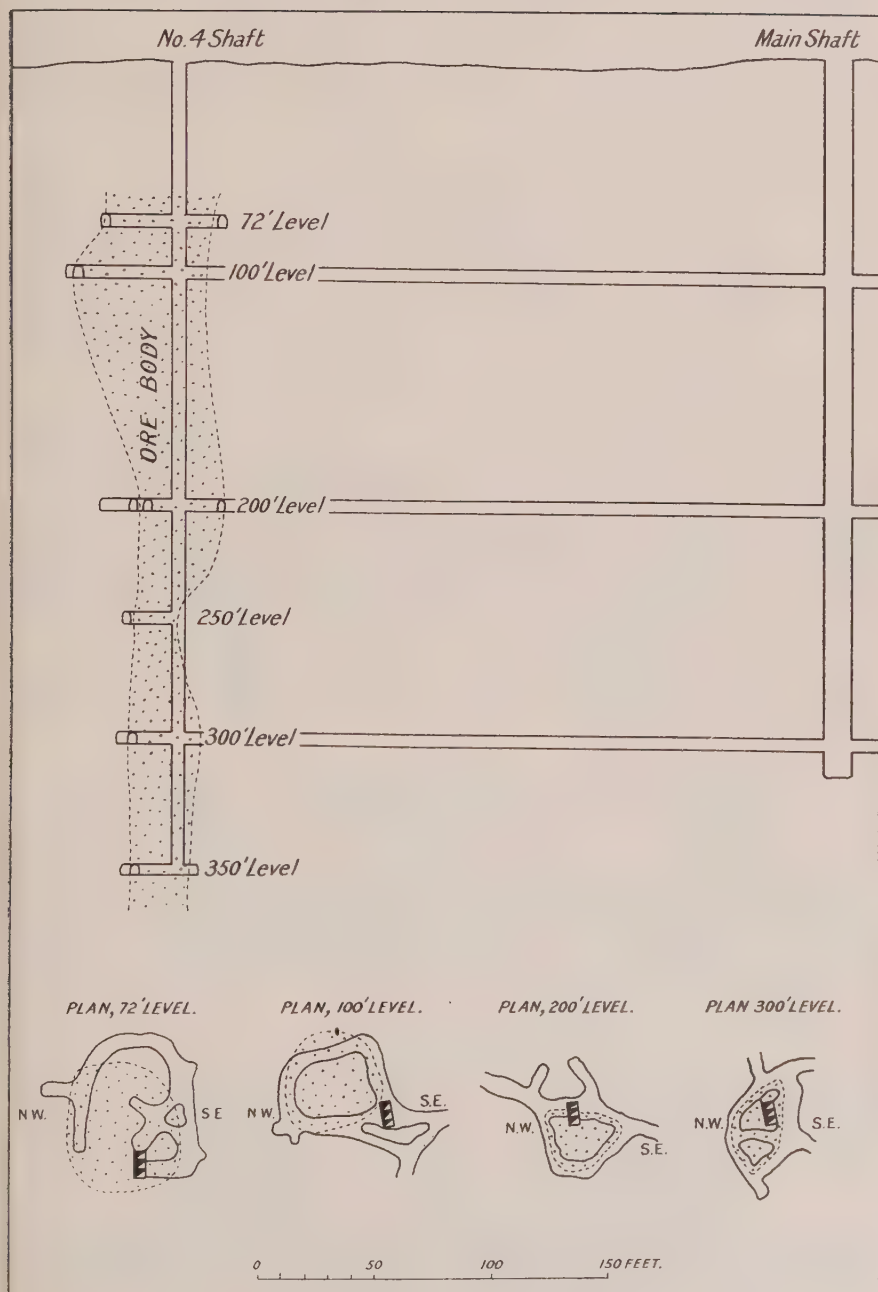 No. 4 Shaft
Main Shaft
72' Level
100' Level
ORE BODY
200' Level
250' Level
300' Level
350' Level
PLAN, 72' LEVEL.
PLAN, 100' LEVEL.
PLAN, 200' LEVEL.
PLAN 300' LEVEL.
N.W.
S E
N.W.
S.E.
N.W.
S.E.
N.W.
S.E.
0 50 100 150 FEET.